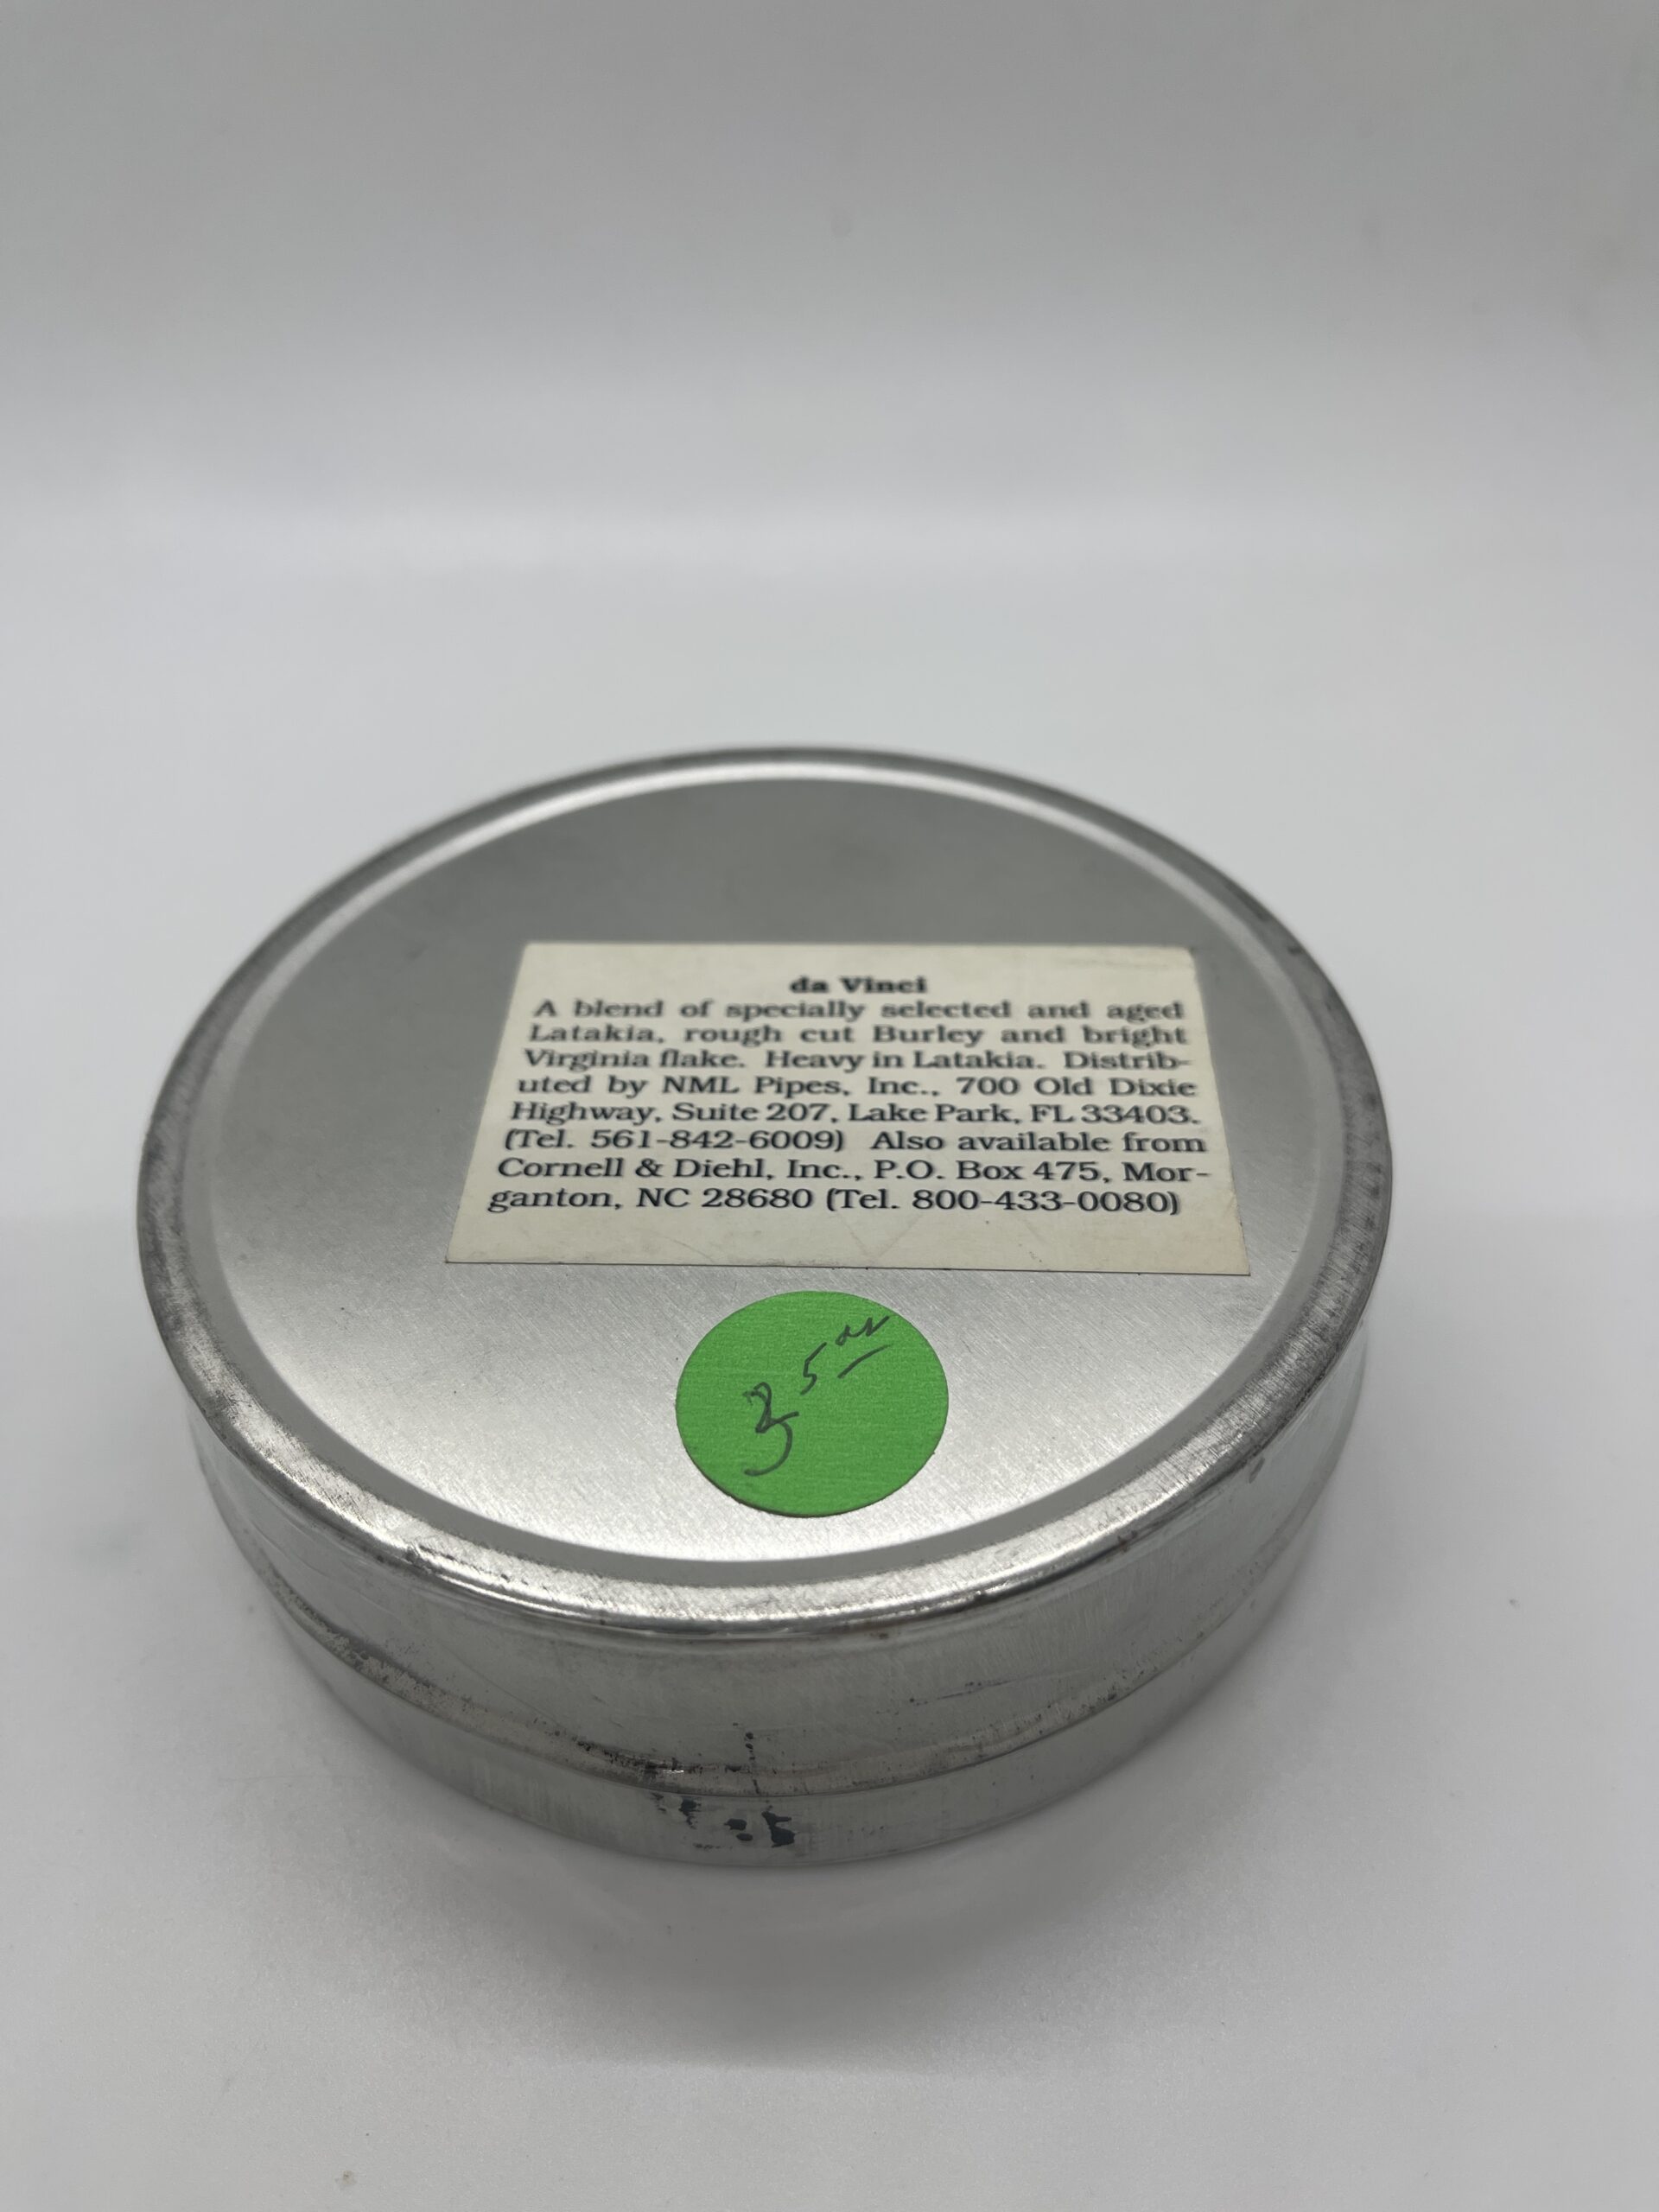 da Vinci
A blend of specially selected and aged
Latakia, rough cut Burley and bright
Virginia flake. Heavy in Latakia. Distrib-
uted by NML Pipes, Inc., 700 Old Dixie
Highway, Suite 207, Lake Park, FL 33403.
(Tel. 561-842-6009) Also available from
Cornell & Diehl, Inc., P.O. Box 475, Mor-
ganton, NC 28680 (Tel. 800-433-0080)